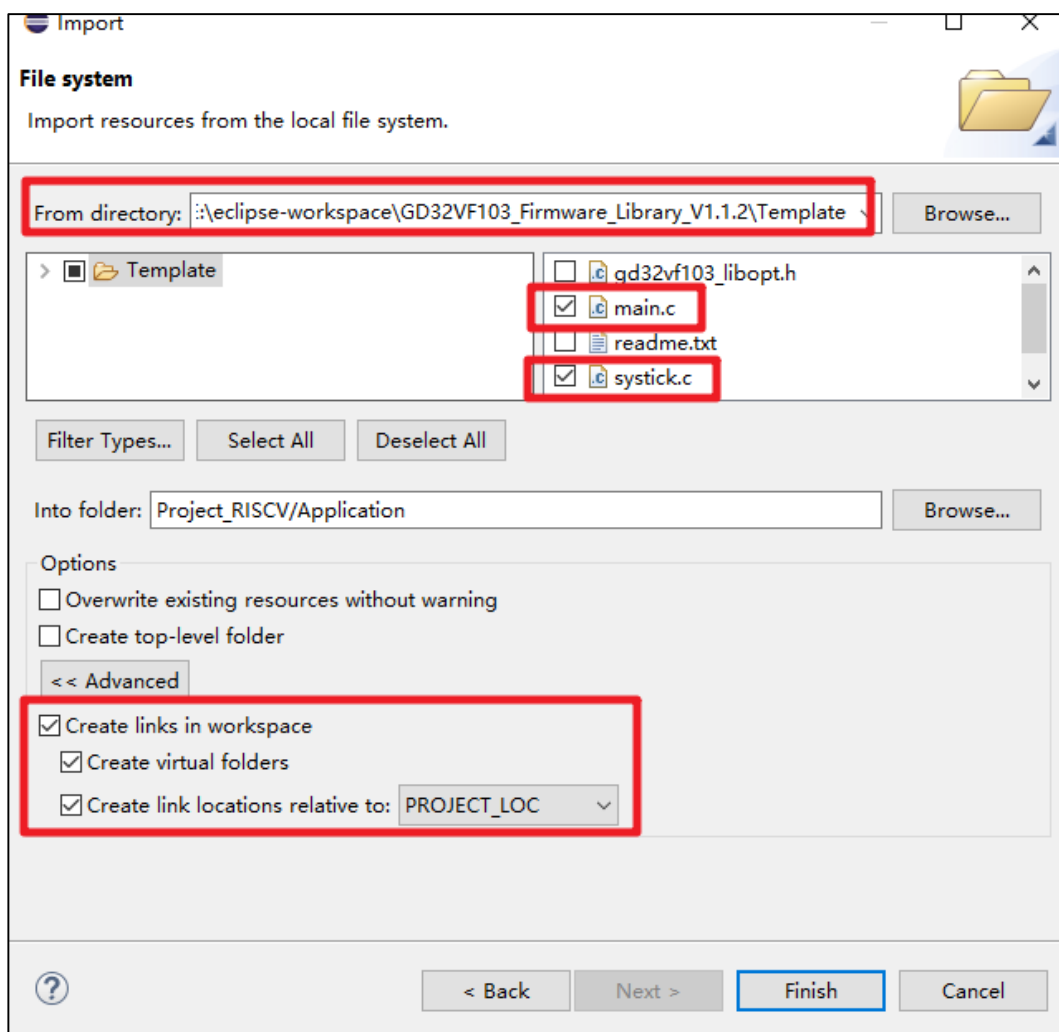 Import
File system
Import resources from the local file system.
From directory: :\eclipse-workspace\GD32VF103_Firmware_Library_V1.1.2\Template Browse...
Template
gd32vf103_libopt.h
main.c
readme.txt
systick.c
Filter Types... Select All Deselect All
Into folder: Project_RISCV/Application Browse...
Options
Overwrite existing resources without warning
Create top-level folder
<< Advanced
Create links in workspace
Create virtual folders
Create link locations relative to: PROJECT_LOC
? < Back Next > Finish Cancel